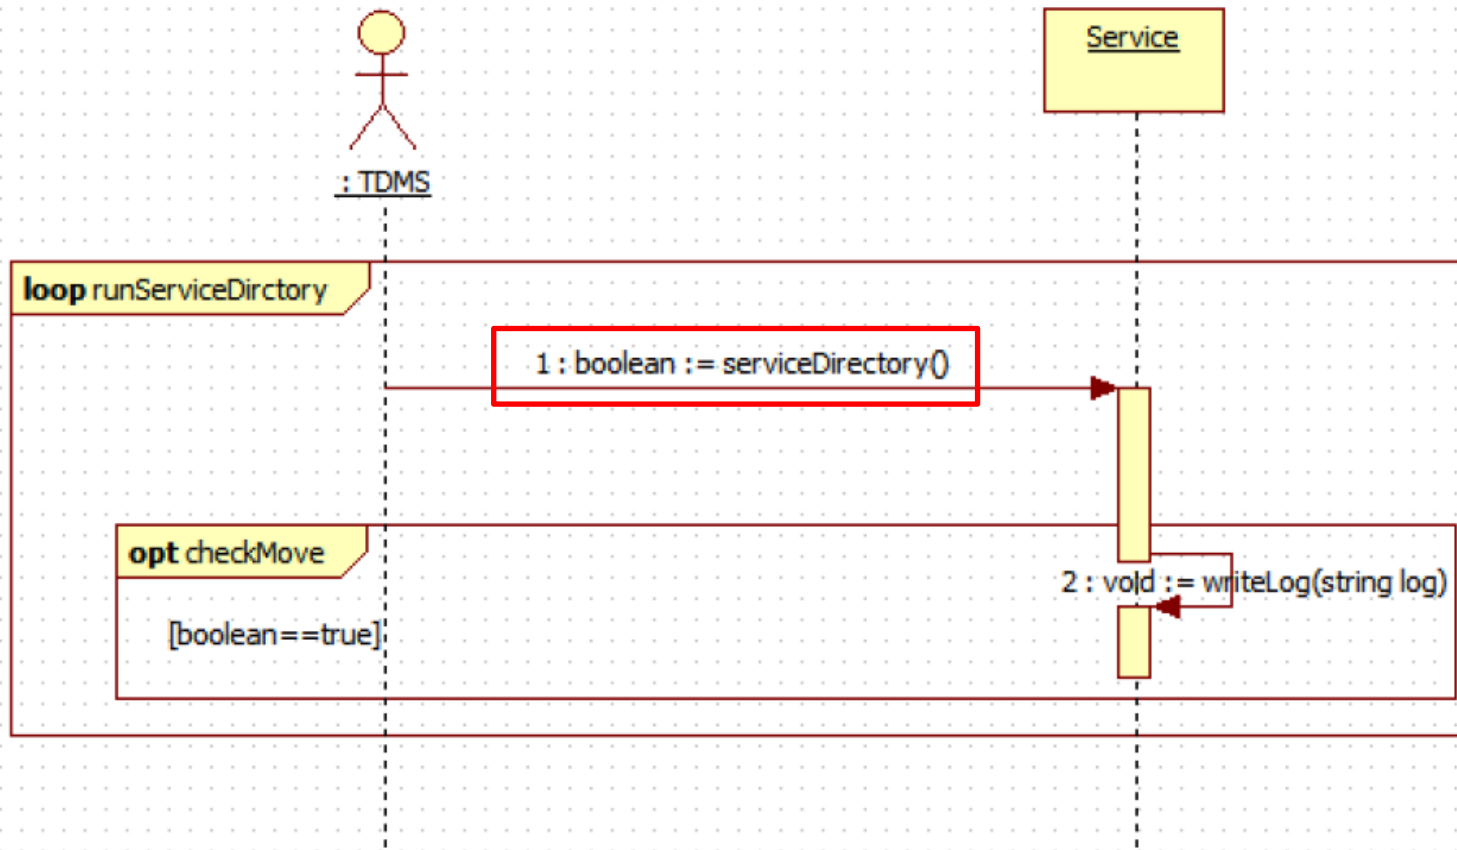 Service
: TDMS
loop runServiceDirctory
1 : boolean := serviceDirectory()
opt checkMove
2 : void := writeLog(string log)
[boolean==true]